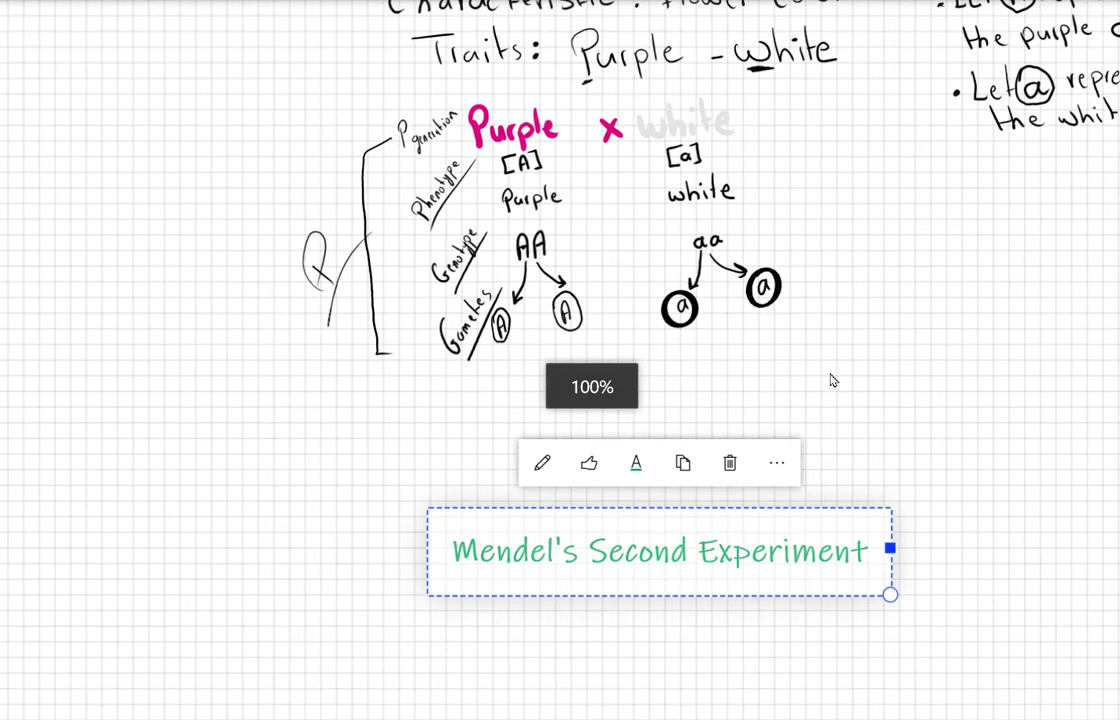 Traits: Purple - white
the purple
. Let a repre
the whit
P generation Purple x white
Phenotype [A] [a]
Purple white
Genotype AA aa
Gametes A A a a
P
100%
A
Mendel's Second Experiment